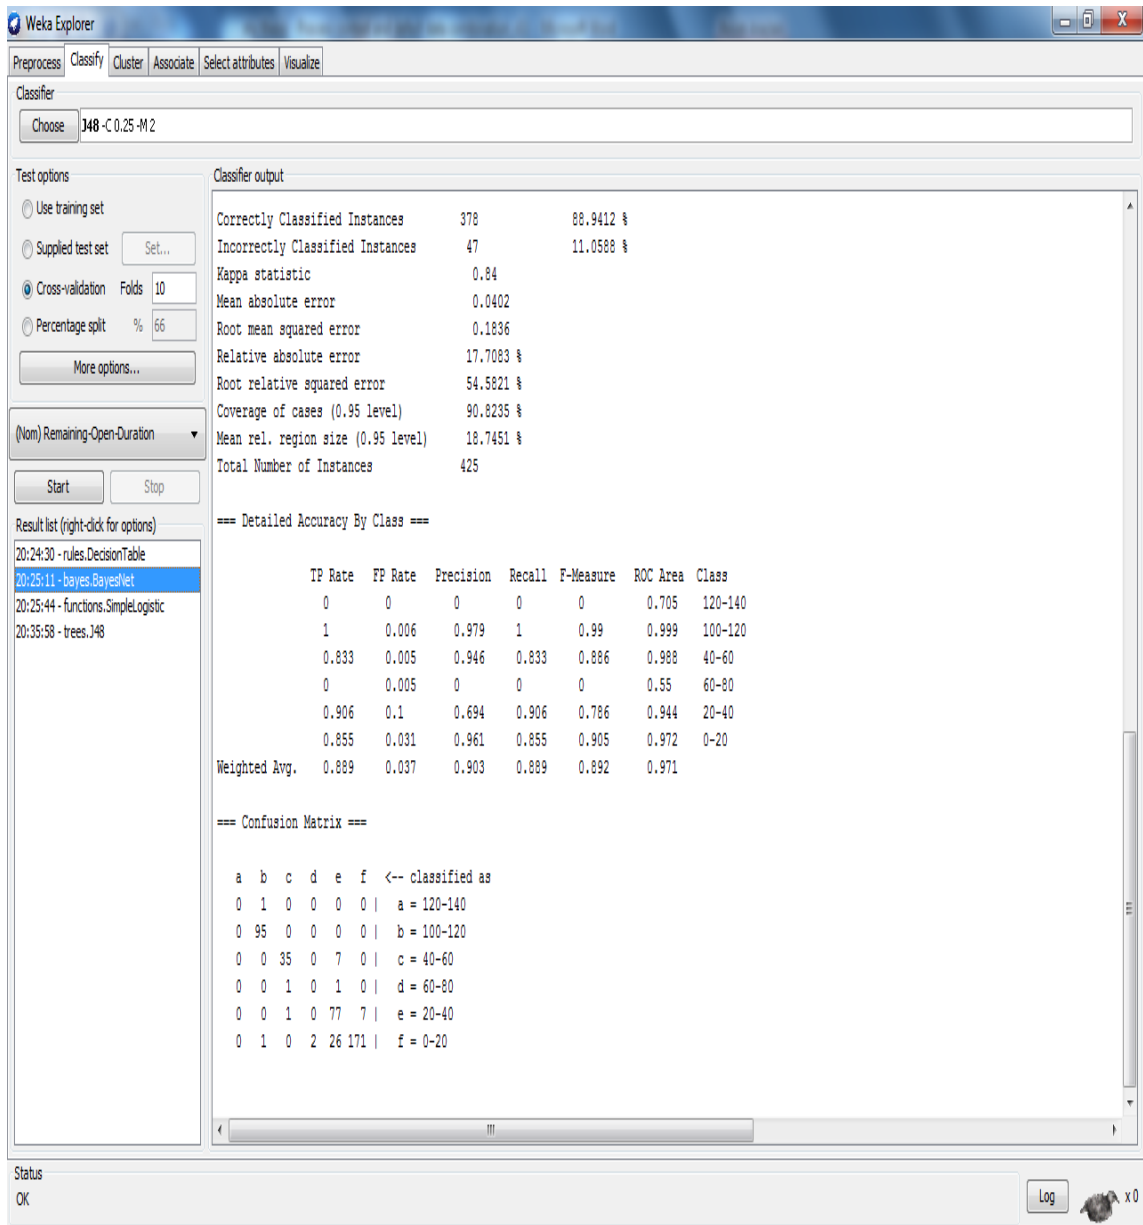 Weka Explorer
Preprocess Classify Cluster Associate Select attributes Visualize
Classifier
Choose J48 -C 0.25 -M 2
Test options
Use training set
Supplied test set Set...
Cross-validation Folds 10
Percentage split % 66
More options...
(Nom) Remaining-Open-Duration
Start Stop
Result list (right-click for options)
20:24:30 - rules.DecisionTable
20:25:11 - bayes.BayesNet
20:25:44 - functions.SimpleLogistic
20:35:58 - trees.J48
Classifier output
Correctly Classified Instances 378 88.9412 %
Incorrectly Classified Instances 47 11.0588 %
Kappa statistic 0.84
Mean absolute error 0.0402
Root mean squared error 0.1836
Relative absolute error 17.7083 %
Root relative squared error 54.5821 %
Coverage of cases (0.95 level) 90.8235 %
Mean rel. region size (0.95 level) 18.7451 %
Total Number of Instances 425
=== Detailed Accuracy By Class ===
TP Rate FP Rate Precision Recall F-Measure ROC Area Class
0 0 0 0 0 0.705 120-140
1 0.006 0.979 1 0.99 0.999 100-120
0.833 0.005 0.946 0.833 0.886 0.988 40-60
0 0.005 0 0 0 0.55 60-80
0.906 0.1 0.694 0.906 0.786 0.944 20-40
0.855 0.031 0.961 0.855 0.905 0.972 0-20
Weighted Avg. 0.889 0.037 0.903 0.889 0.892 0.971
=== Confusion Matrix ===
a b c d e f <-- classified as
0 1 0 0 0 0 | a = 120-140
0 95 0 0 0 0 | b = 100-120
0 0 35 0 7 0 | c = 40-60
0 0 1 0 1 0 | d = 60-80
0 0 1 0 77 7 | e = 20-40
0 1 0 2 26 171 | f = 0-20
Status
OK
Log
x 0